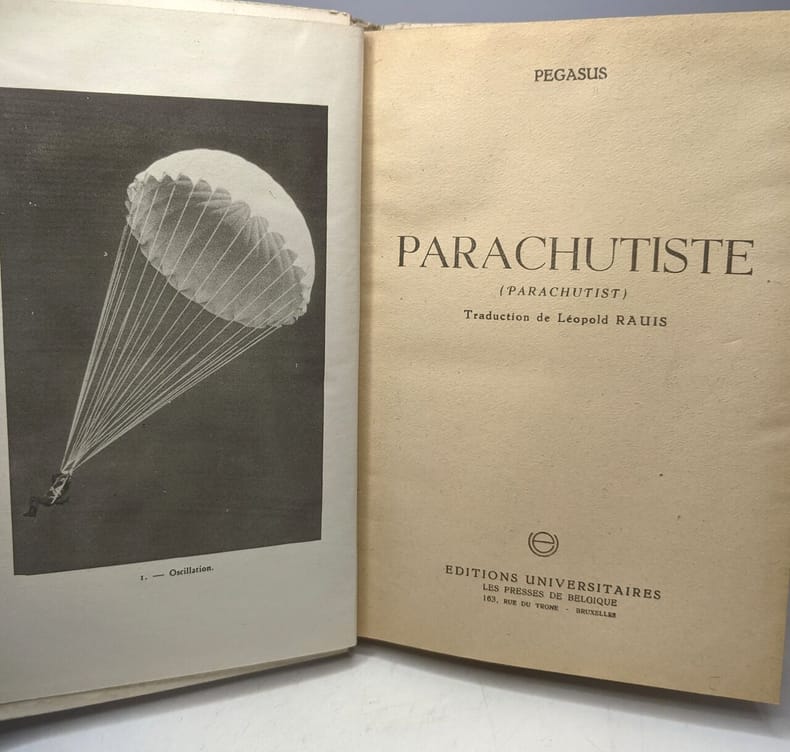 1. — Oscillation.
PEGASUS
PARACHUTISTE
(PARACHUTIST)
Traduction de Léopold RAUIS
EDITIONS UNIVERSITAIRES
LES PRESSES DE BELGIQUE
163, RUE DU TRONE - BRUXELLES